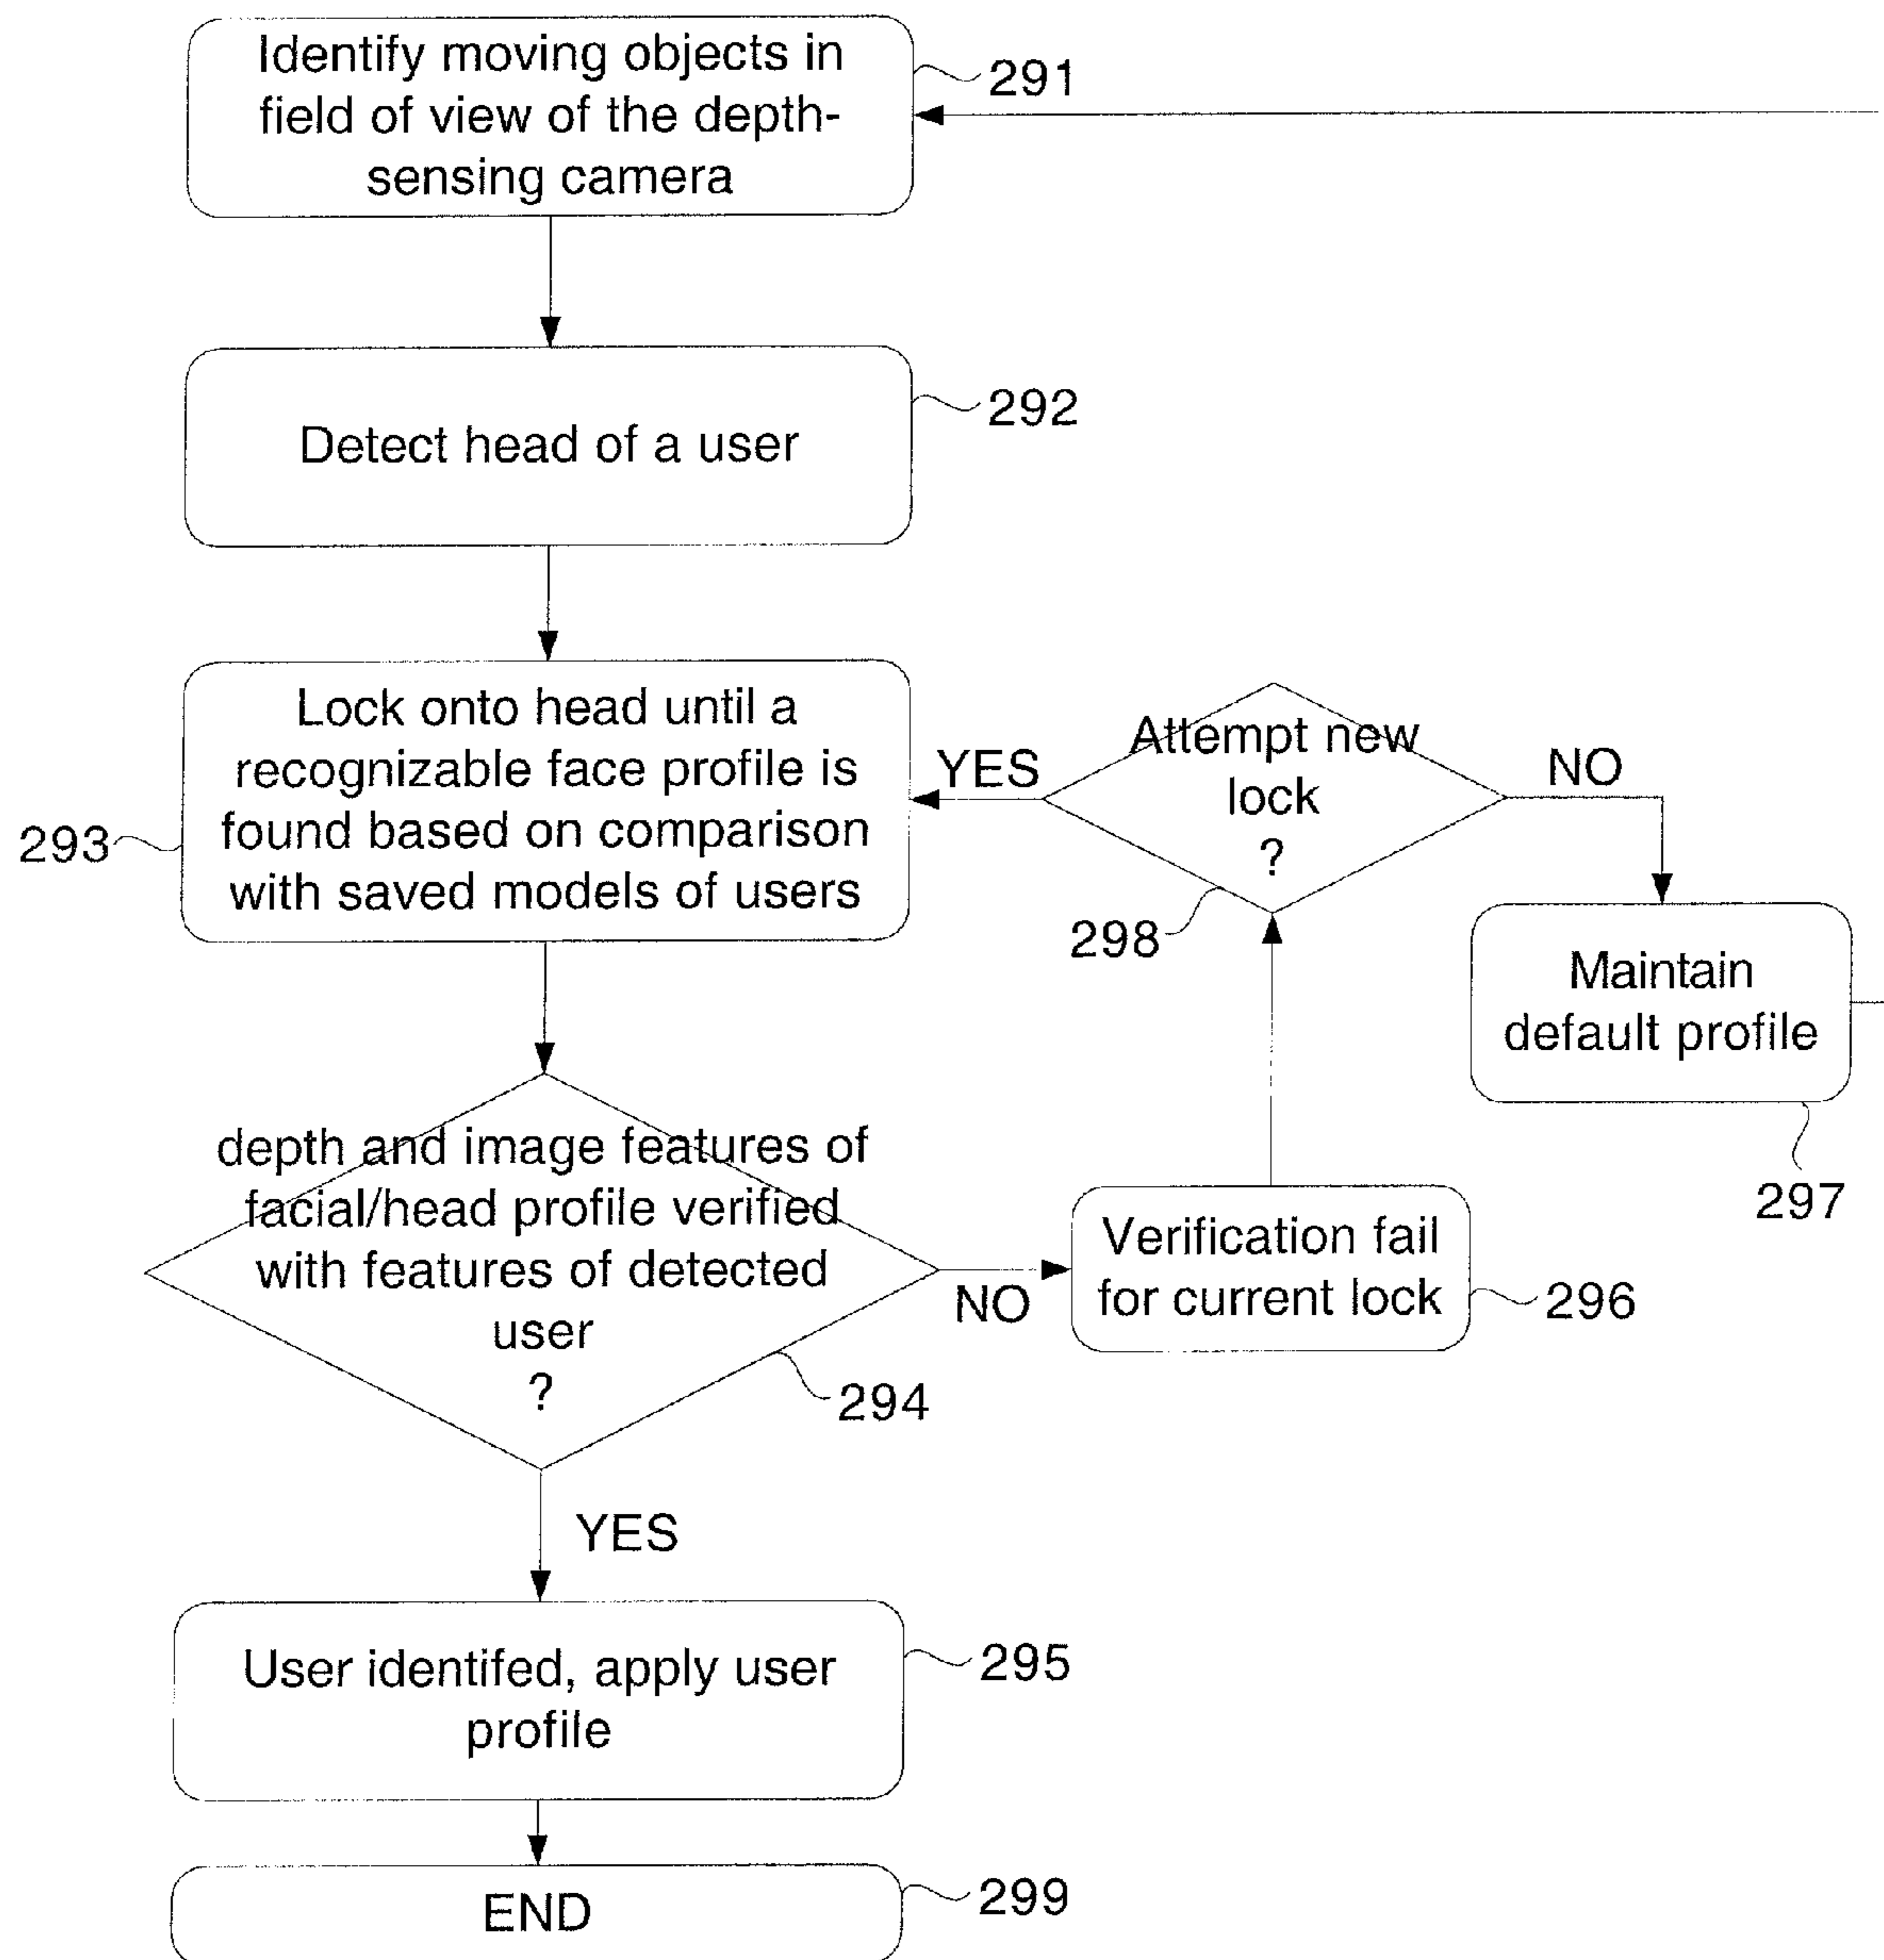 Identify moving objects in
field of view of the depth-
sensing camera
291
Detect head of a user
292
Lock onto head until a
recognizable face profile is
found based on comparison
with saved models of users
293
YES
Attempt new
lock
?
298
NO
Maintain
default profile
297
depth and image features of
facial/head profile verified
with features of detected
user
?
294
NO
Verification fail
for current lock
296
YES
User identifed, apply user
profile
295
END
299